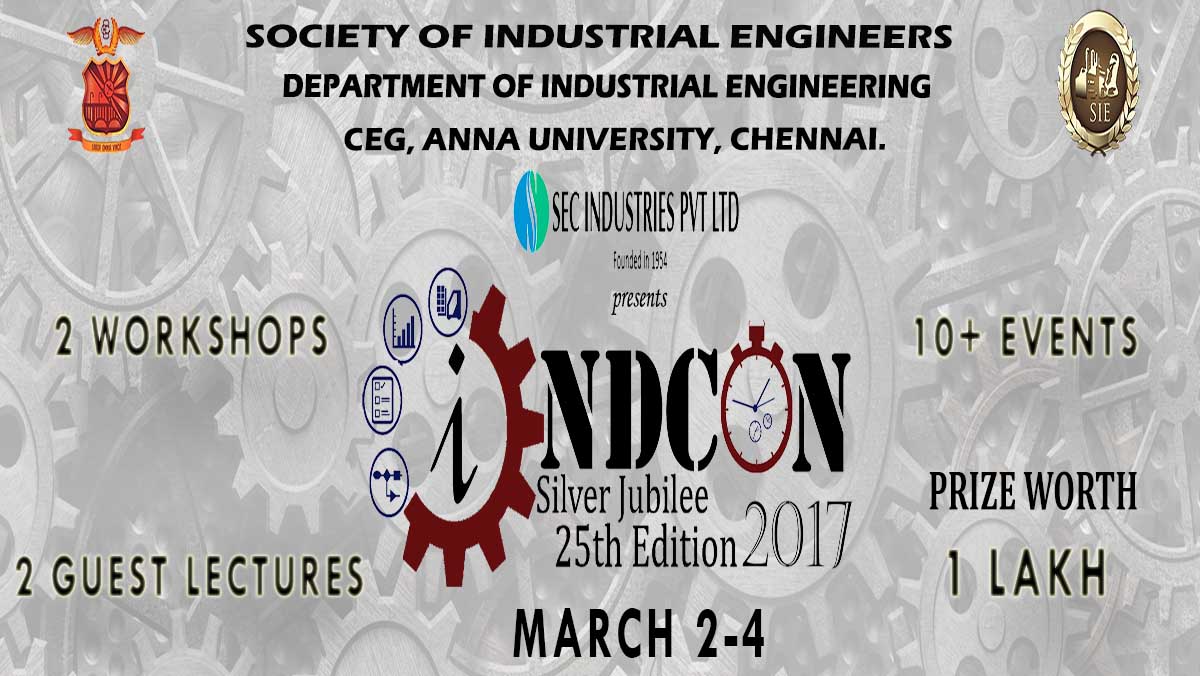 SOCIETY OF INDUSTRIAL ENGINEERS
DEPARTMENT OF INDUSTRIAL ENGINEERING
CEG, ANNA UNIVERSITY, CHENNAI.
SIE
SEC INDUSTRIES PVT LTD
Founded in 1954
presents
2 WORKSHOPS
10+ EVENTS
iNDCON
Silver Jubilee
25th Edition 2017
PRIZE WORTH
1 LAKH
2 GUEST LECTURES
MARCH 2-4